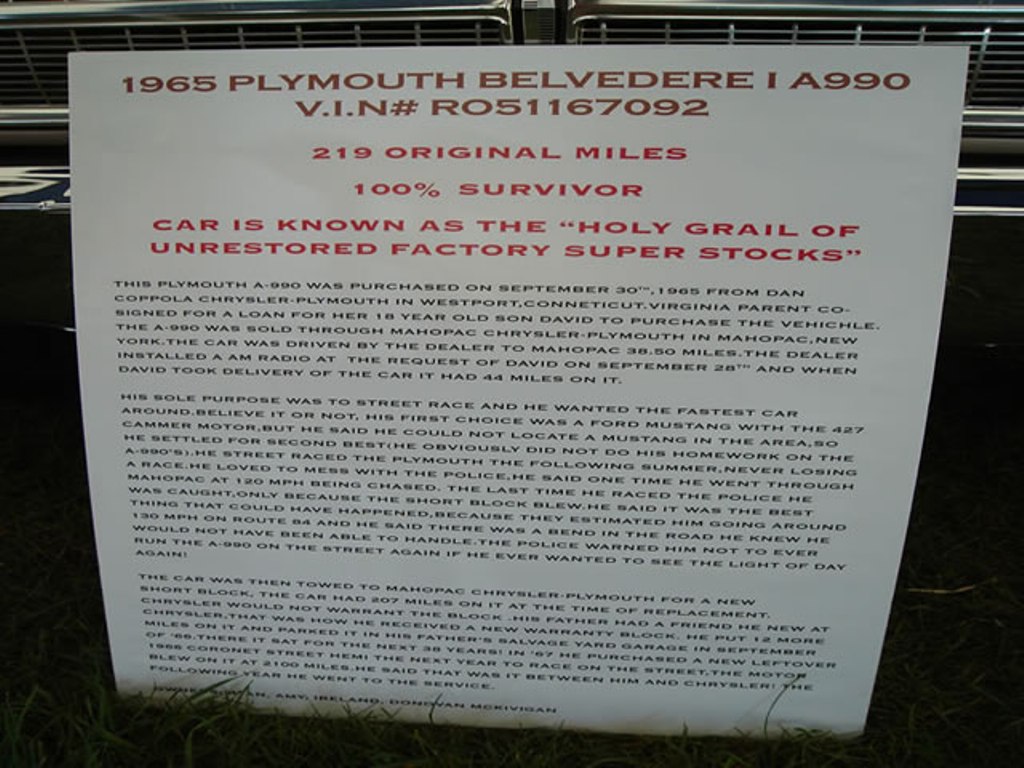 1965 PLYMOUTH BELVEDERE I A990
V.I.N# RO51167092
219 ORIGINAL MILES
100% SURVIVOR
CAR IS KNOWN AS THE “HOLY GRAIL OF
UNRESTORED FACTORY SUPER STOCKS”
THIS PLYMOUTH A-990 WAS PURCHASED ON SEPTEMBER 30TH,1965 FROM DAN
COPPOLA CHRYSLER-PLYMOUTH IN WESTPORT,CONNETICUT.VIRGINIA PARENT CO-
SIGNED FOR A LOAN FOR HER 18 YEAR OLD SON DAVID TO PURCHASE THE VEHICHLE.
THE A-990 WAS SOLD THROUGH MAHOPAC CHRYSLER-PLYMOUTH IN MAHOPAC,NEW
YORK.THE CAR WAS DRIVEN BY THE DEALER TO MAHOPAC 38.50 MILES.THE DEALER
INSTALLED A AM RADIO AT THE REQUEST OF DAVID ON SEPTEMBER 28TH AND WHEN
DAVID TOOK DELIVERY OF THE CAR IT HAD 44 MILES ON IT.
HIS SOLE PURPOSE WAS TO STREET RACE AND HE WANTED THE FASTEST CAR
AROUND.BELIEVE IT OR NOT, HIS FIRST CHOICE WAS A FORD MUSTANG WITH THE 427
CAMMER MOTOR,BUT HE SAID HE COULD NOT LOCATE A MUSTANG IN THE AREA,SO
HE SETTLED FOR SECOND BEST(HE OBVIOUSLY DID NOT DO HIS HOMEWORK ON THE
A-990'S).HE STREET RACED THE PLYMOUTH THE FOLLOWING SUMMER,NEVER LOSING
A RACE.HE LOVED TO MESS WITH THE POLICE,HE SAID ONE TIME HE WENT THROUGH
MAHOPAC AT 120 MPH BEING CHASED. THE LAST TIME HE RACED THE POLICE HE
WAS CAUGHT,ONLY BECAUSE THE SHORT BLOCK BLEW.HE SAID IT WAS THE BEST
THING THAT COULD HAVE HAPPENED,BECAUSE THEY ESTIMATED HIM GOING AROUND
130 MPH ON ROUTE 84 AND HE SAID THERE WAS A BEND IN THE ROAD HE KNEW HE
WOULD NOT HAVE BEEN ABLE TO HANDLE.THE POLICE WARNED HIM NOT TO EVER
RUN THE A-990 ON THE STREET AGAIN IF HE EVER WANTED TO SEE THE LIGHT OF DAY
AGAIN!
THE CAR WAS THEN TOWED TO MAHOPAC CHRYSLER-PLYMOUTH FOR A NEW
SHORT BLOCK, THE CAR HAD 207 MILES ON IT AT THE TIME OF REPLACEMENT.
CHRYSLER WOULD NOT WARRANT THE BLOCK .HIS FATHER HAD A FRIEND HE NEW AT
CHRYSLER,THAT WAS HOW HE RECEIVED A NEW WARRANTY BLOCK. HE PUT 12 MORE
MILES ON IT AND PARKED IT IN HIS FATHER'S SALVAGE YARD GARAGE IN SEPTEMBER
OF '66.THERE IT SAT FOR THE NEXT 38 YEARS! IN '67 HE PURCHASED A NEW LEFTOVER
1966 CORONET STREET HEMI THE NEXT YEAR TO RACE ON THE STREET,THE MOTOR
BLEW ON IT AT 2100 MILES.HE SAID THAT WAS IT BETWEEN HIM AND CHRYSLER! THE
FOLLOWING YEAR HE WENT TO THE SERVICE.
AMY, IRELAND, DONOVAN MCKIVIGAN